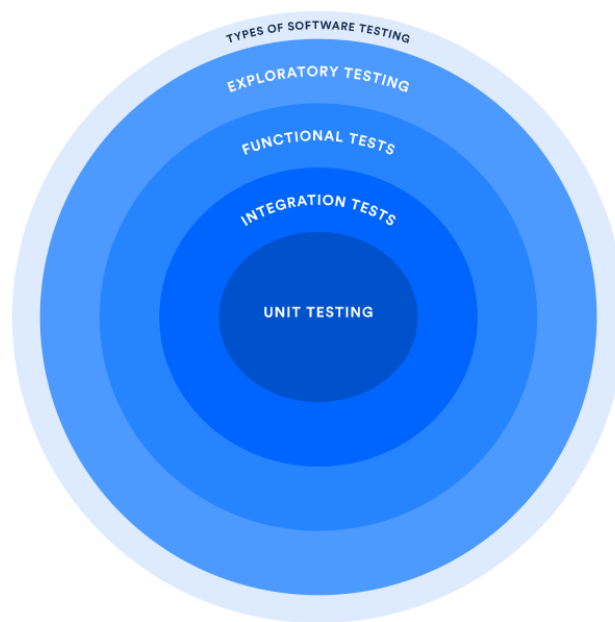 TYPES OF SOFTWARE TESTING
EXPLORATORY TESTING
FUNCTIONAL TESTS
INTEGRATION TESTS
UNIT TESTING